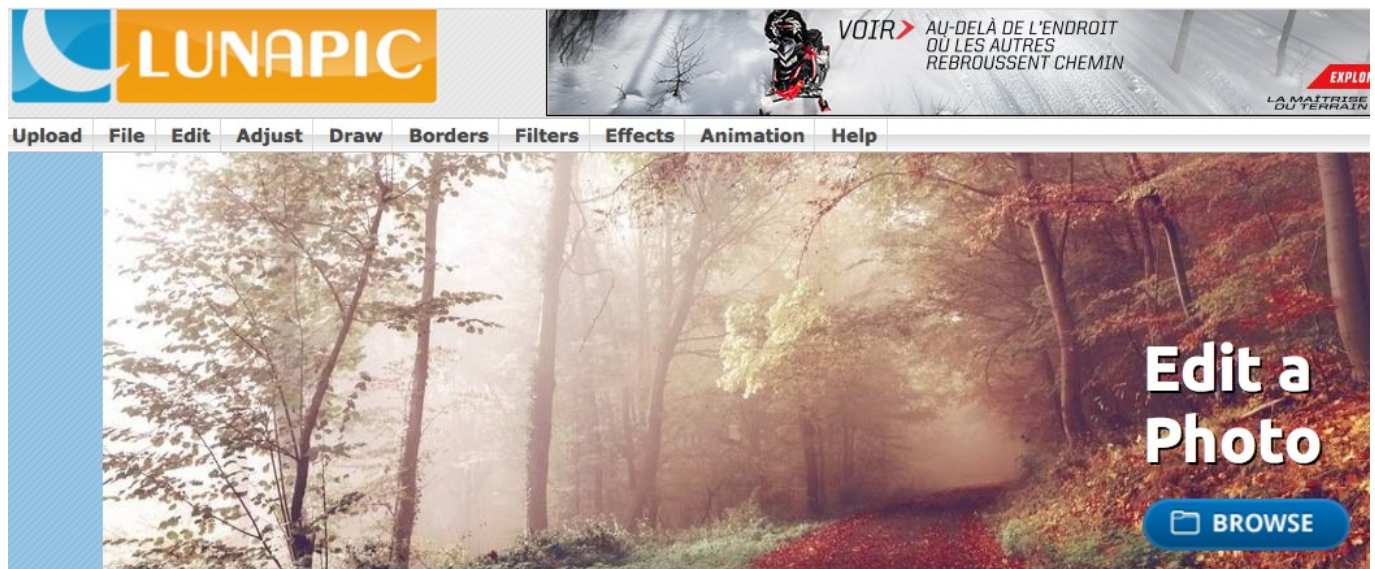 LUNAPIC
VOIR> AU-DELÀ DE L'ENDROIT
OÙ LES AUTRES
REBROUSSENT CHEMIN
LA MAÎTRISE
DU TERRAIN
Upload File Edit Adjust Draw Borders Filters Effects Animation Help
Edit a
Photo
BROWSE